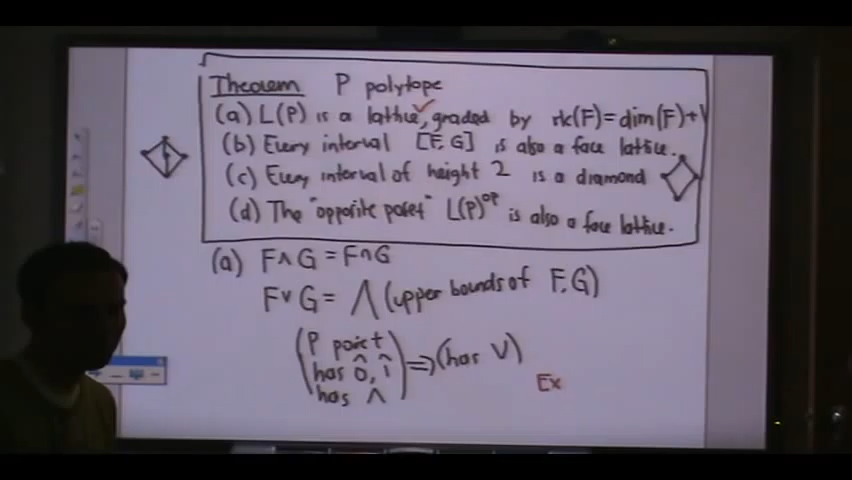 Theorem P polytope
(a) L(P) is a lattice✓, graded by rk(F)=dim(F)+1
(b) Every interval [F,G] is also a face lattice.
(c) Every interval of height 2 is a diamond
(d) The "opposite poset" L(P)^op is also a face lattice.
(a) F∧G = F∩G
F∨G = ⋀ (upper bounds of F,G)
(P poset
has 0̂, 1̂
has ∧) ⇒ (has ∨)
Ex